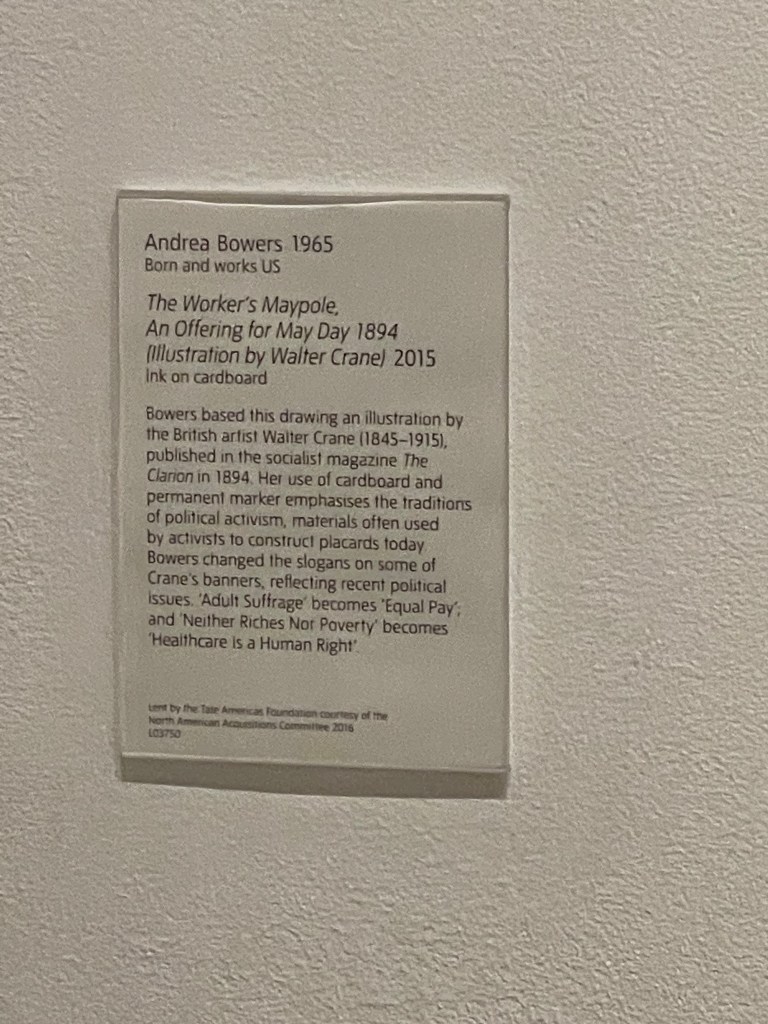 Andrea Bowers 1965
Born and works US
The Worker's Maypole,
An Offering for May Day 1894
(Illustration by Walter Crane) 2015
Ink on cardboard
Bowers based this drawing an illustration by
the British artist Walter Crane (1845–1915),
published in the socialist magazine The
Clarion in 1894. Her use of cardboard and
permanent marker emphasises the traditions
of political activism, materials often used
by activists to construct placards today
Bowers changed the slogans on some of
Crane's banners, reflecting recent political
issues. 'Adult Suffrage' becomes 'Equal Pay';
and 'Neither Riches Nor Poverty' becomes
'Healthcare is a Human Right'
Lent by the Tate Americas Foundation courtesy of the
North American Acquisitions Committee 2016
L03750